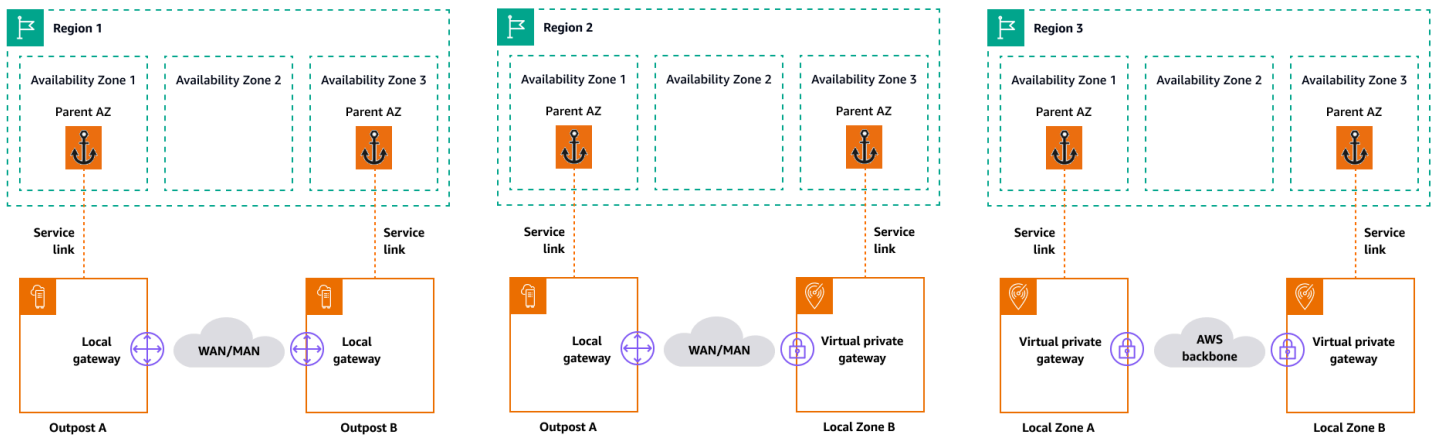 Region 1
Availability Zone 1
Availability Zone 2
Availability Zone 3
Parent AZ
Parent AZ
Service
link
Service
link
Local
gateway
WAN/MAN
Local
gateway
Outpost A
Outpost B
Region 2
Availability Zone 1
Availability Zone 2
Availability Zone 3
Parent AZ
Parent AZ
Service
link
Service
link
Local
gateway
WAN/MAN
Virtual private
gateway
Outpost A
Local Zone B
Region 3
Availability Zone 1
Availability Zone 2
Availability Zone 3
Parent AZ
Parent AZ
Service
link
Service
link
Virtual private
gateway
AWS
backbone
Virtual private
gateway
Local Zone A
Local Zone B